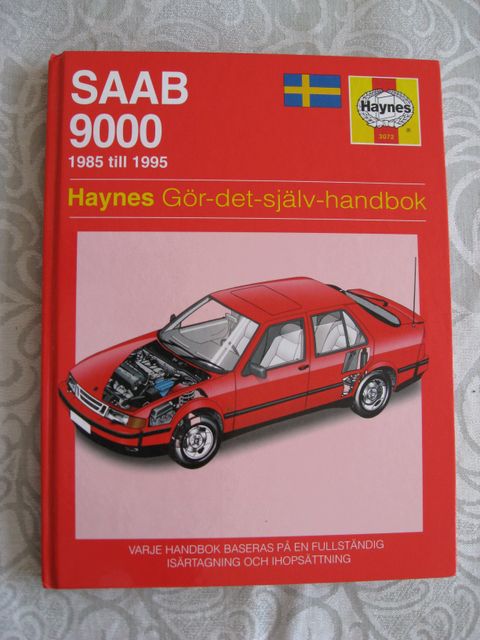 SAAB
9000
1985 till 1995
Haynes
3072
®
Haynes Gör-det-själv-handbok
VARJE HANDBOK BASERAS PÅ EN FULLSTÄNDIG
ISÄRTAGNING OCH IHOPSÄTTNING